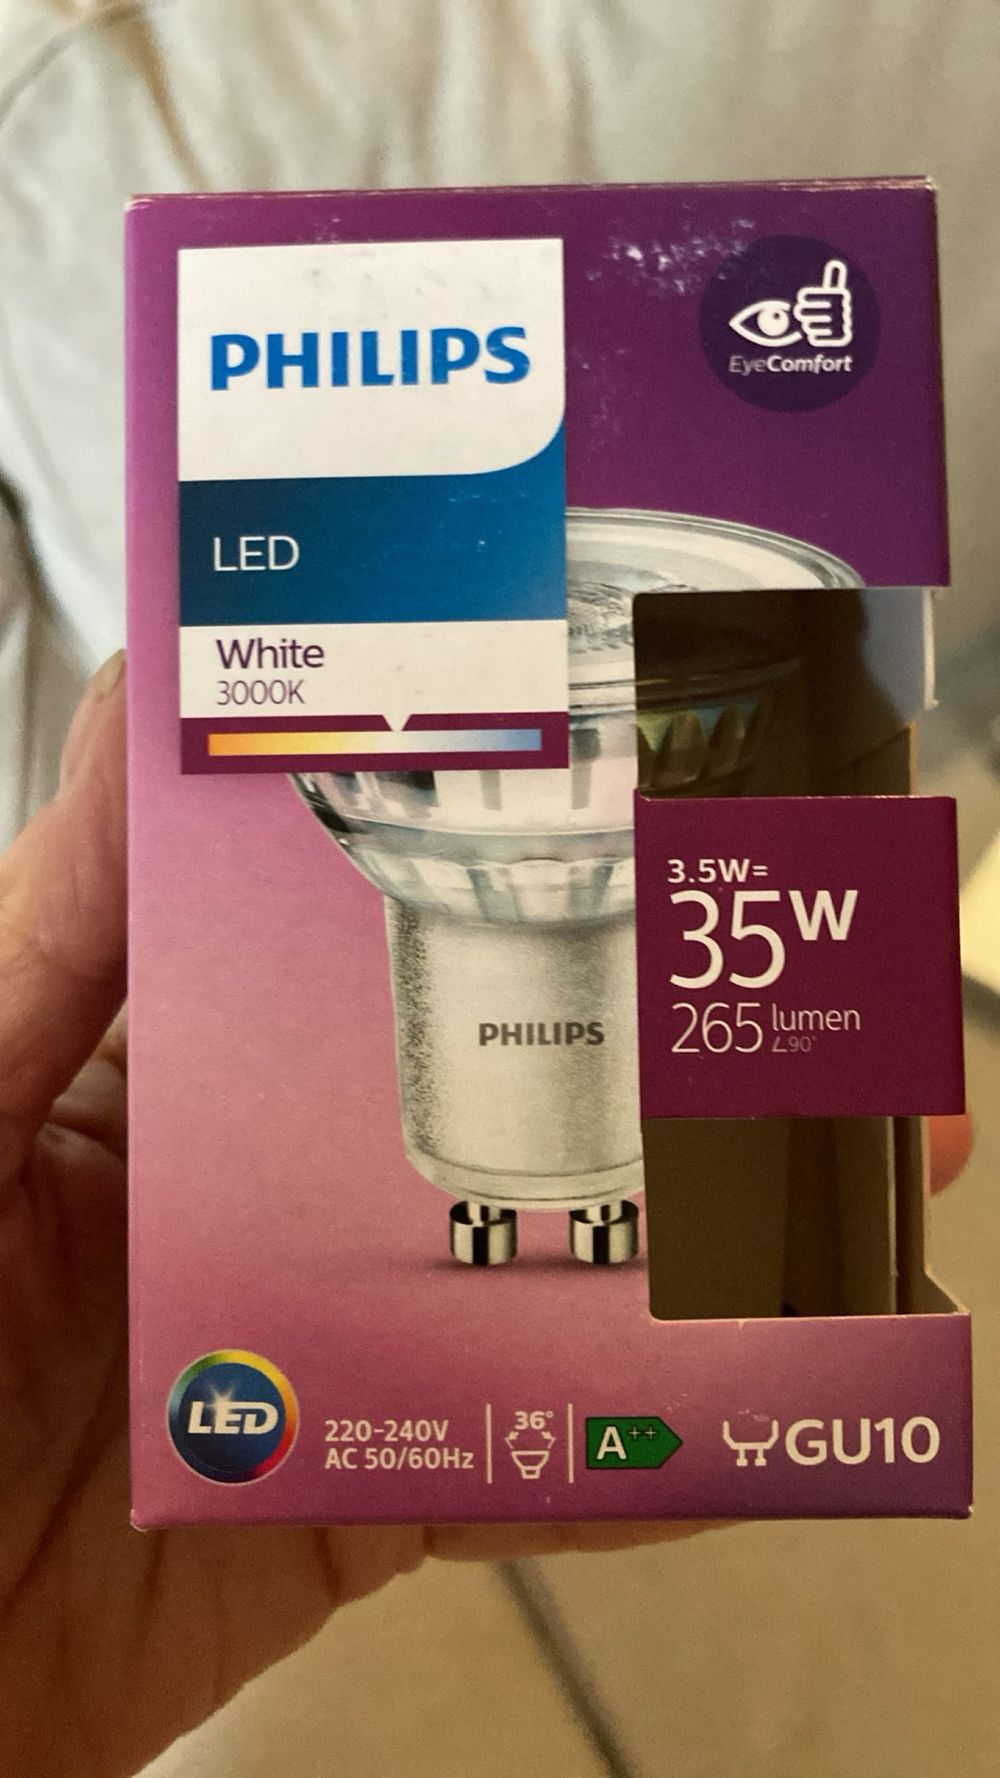 PHILIPS
EyeComfort
LED
White
3000K
3.5W=
35W
265 lumen
∠90°
PHILIPS
LED
220-240V
AC 50/60Hz
36°
A++
GU10